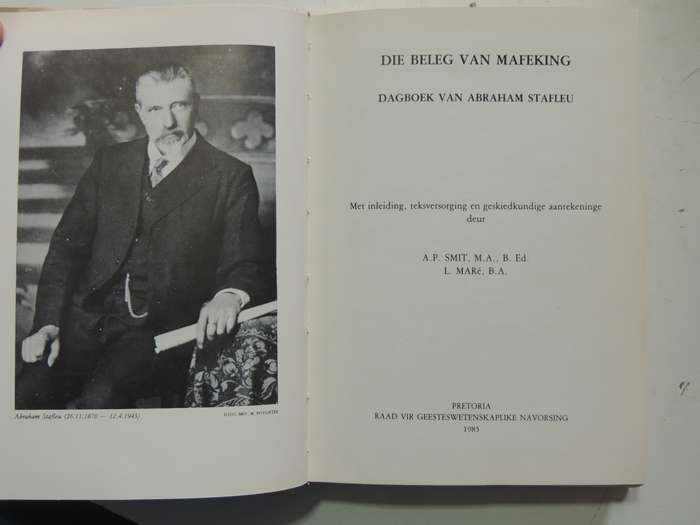 Abraham Stafleu (26.11.1870 — 12.4.1943)
DIE BELEG VAN MAFEKING
DAGBOEK VAN ABRAHAM STAFLEU
Met inleiding, teksversorging en geskiedkundige aantekeninge
deur
A.P. SMIT, M.A., B. Ed.
L. MARé, B.A.
PRETORIA
RAAD VIR GEESTESWETENSKAPLIKE NAVORSING
1985